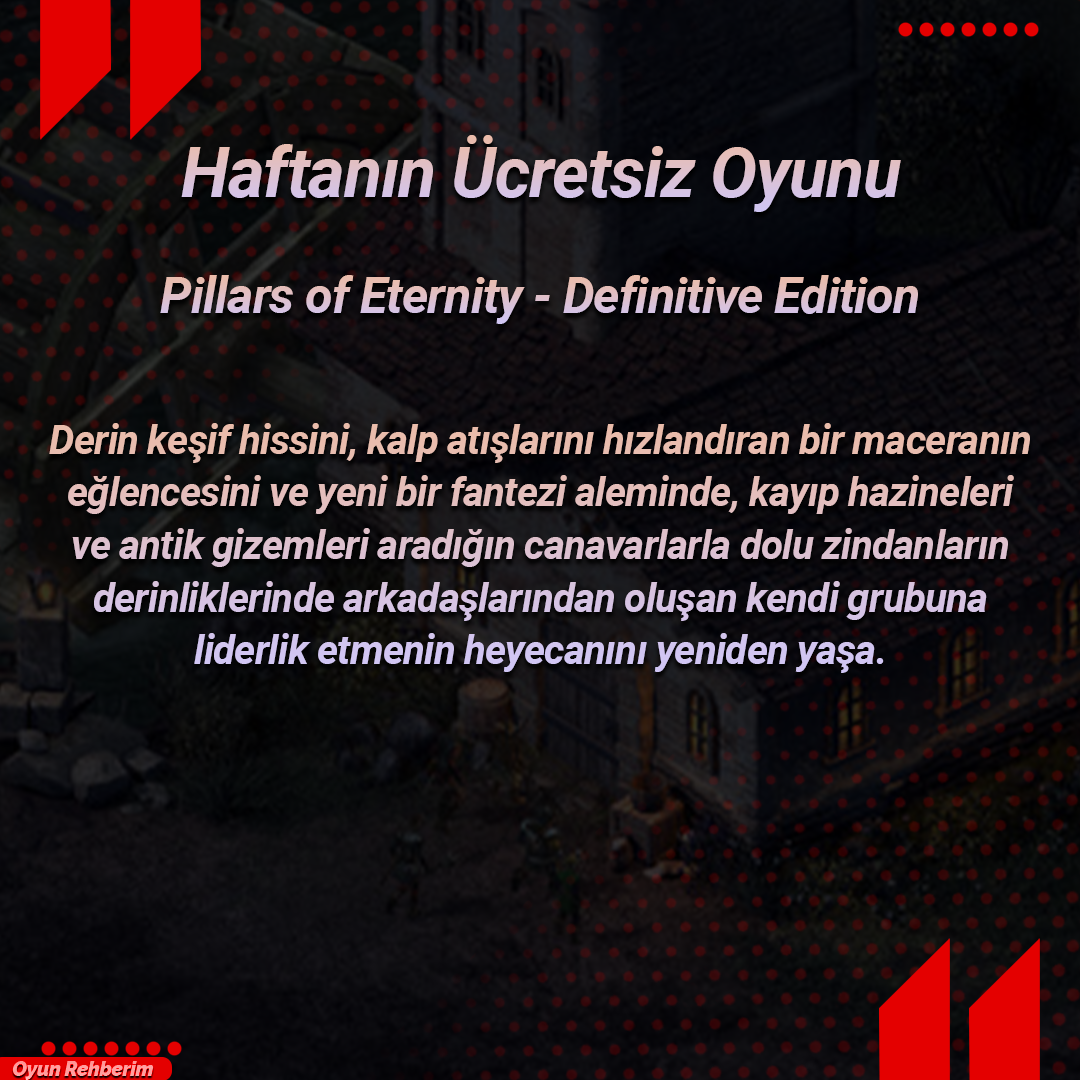 Haftanın Ücretsiz Oyunu
Pillars of Eternity - Definitive Edition
Derin keşif hissini, kalp atışlarını hızlandıran bir maceranın
eğlencesini ve yeni bir fantezi aleminde, kayıp hazineleri
ve antik gizemleri aradığın canavarlarla dolu zindanların
derinliklerinde arkadaşlarından oluşan kendi grubuna
liderlik etmenin heyecanını yeniden yaşa.
Oyun Rehberim